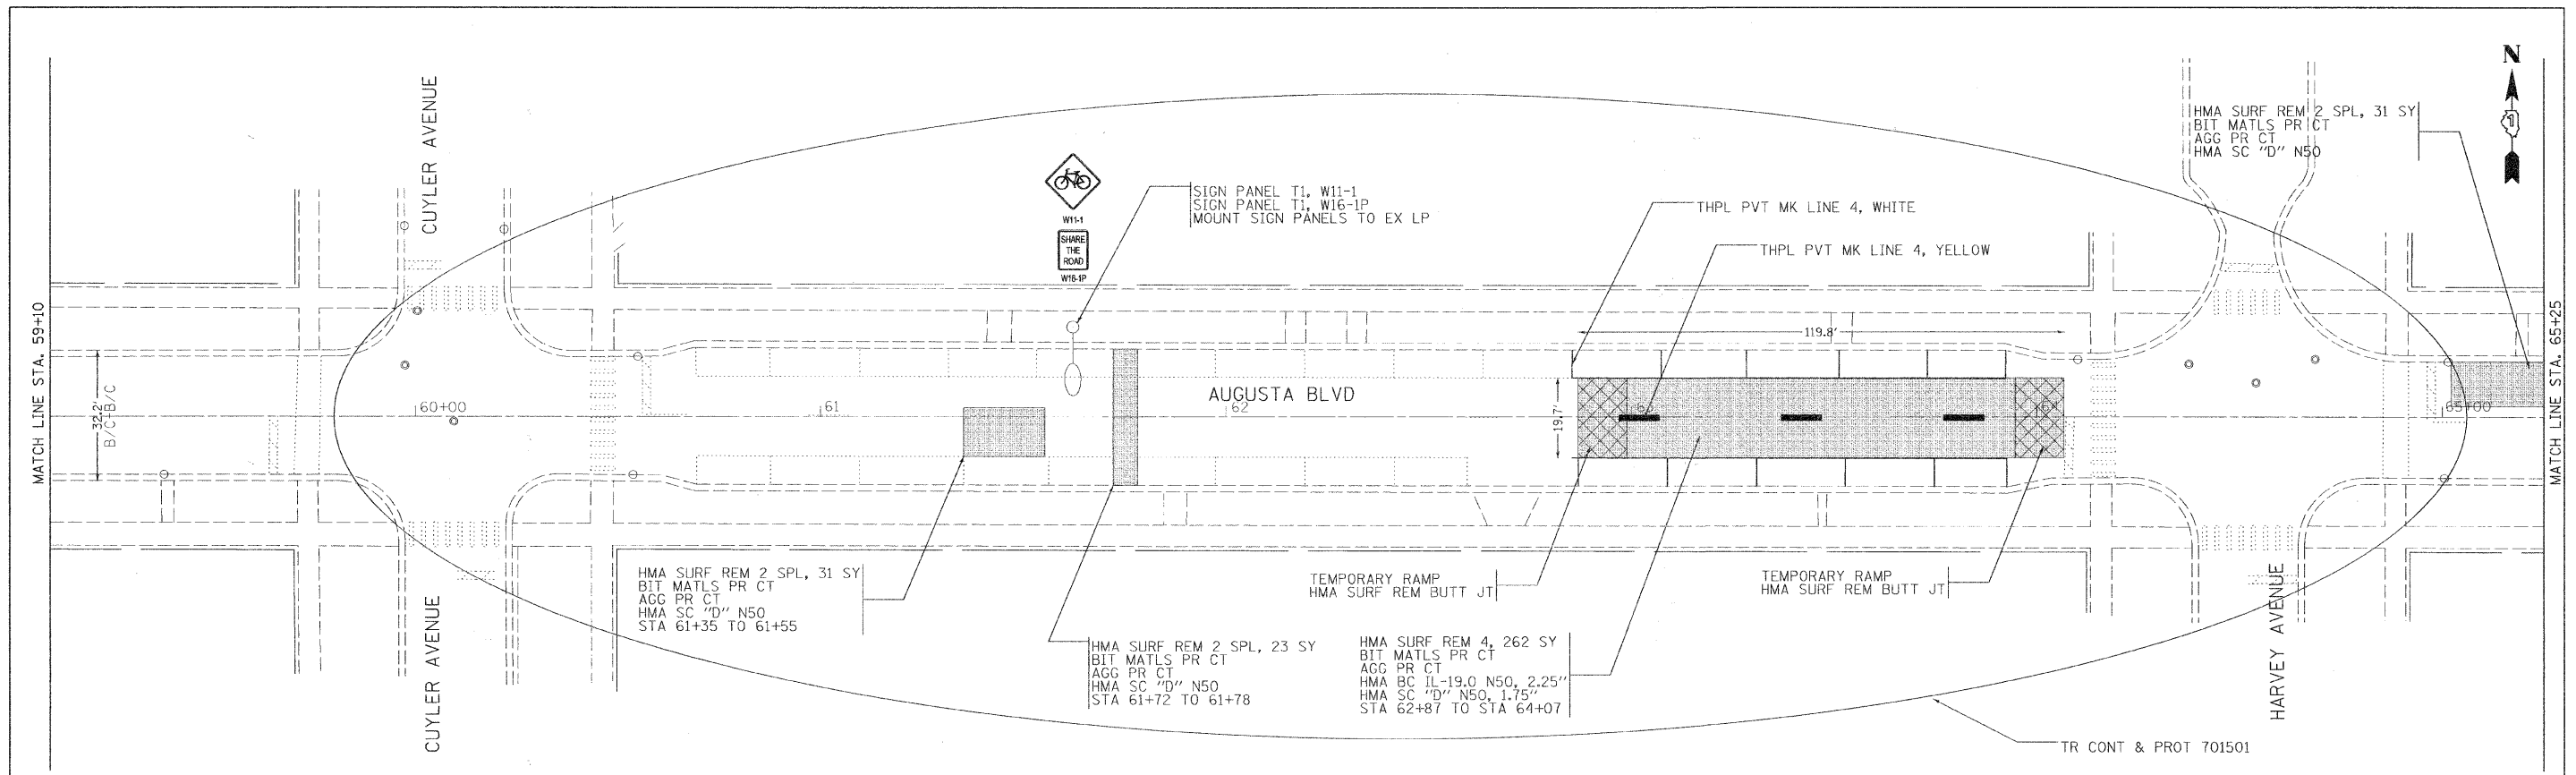 N
1
CUYLER AVENUE
HMA SURF REM 2 SPL, 31 SY
BIT MATLS PR CT
AGG PR CT
HMA SC "D" N50
W11-1
SHARE
THE
ROAD
W16-1P
SIGN PANEL T1, W11-1
SIGN PANEL T1, W16-1P
MOUNT SIGN PANELS TO EX LP
THPL PVT MK LINE 4, WHITE
THPL PVT MK LINE 4, YELLOW
MATCH LINE STA. 59+10
MATCH LINE STA. 65+25
119.8'
32.2'
B/C-B/C
60+00
61
62
AUGUSTA BLVD
19.7'
65+00
HMA SURF REM 2 SPL, 31 SY
BIT MATLS PR CT
AGG PR CT
HMA SC "D" N50
STA 61+35 TO 61+55
TEMPORARY RAMP
HMA SURF REM BUTT JT
TEMPORARY RAMP
HMA SURF REM BUTT JT
CUYLER AVENUE
HMA SURF REM 2 SPL, 23 SY
BIT MATLS PR CT
AGG PR CT
HMA SC "D" N50
STA 61+72 TO 61+78
HMA SURF REM 4, 262 SY
BIT MATLS PR CT
AGG PR CT
HMA BC IL-19.0 N50, 2.25"
HMA SC "D" N50, 1.75"
STA 62+87 TO STA 64+07
HARVEY AVENUE
TR CONT & PROT 701501